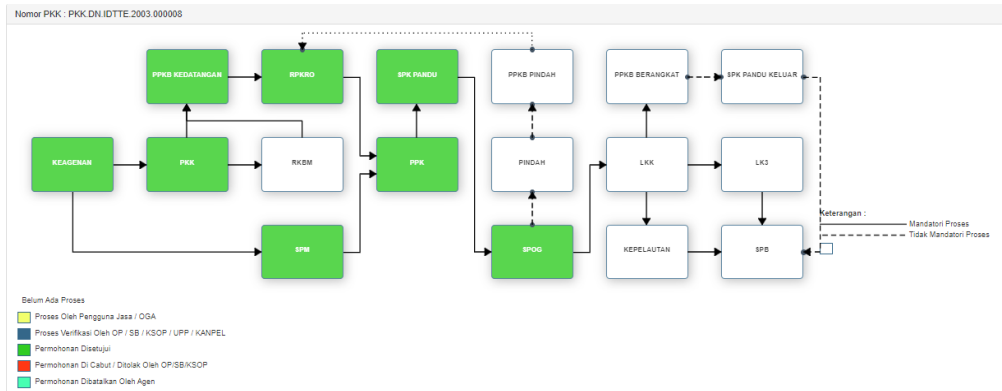 Nomor PKK : PKK.DN.IDTTE.2003.000008
PPKB KEDATANGAN
RPKRO
SPK PANDU
PPKB PINDAH
PPKB BERANGKAT
SPK PANDU KELUAR
KEAGENAN
PKK
RKBM
PPK
PINDAH
LKK
LK3
SPM
SPOG
KEPELAUTAN
SPB
Keterangan :
Mandatori Proses
Tidak Mandatori Proses
Belum Ada Proses
Proses Oleh Pengguna Jasa / OGA
Proses Verifikasi Oleh OP / SB / KSOP / UPP / KANPEL
Permohonan Disetujui
Permohonan Di Cabut / Ditolak Oleh OP/SB/KSOP
Permohonan Dibatalkan Oleh Agen